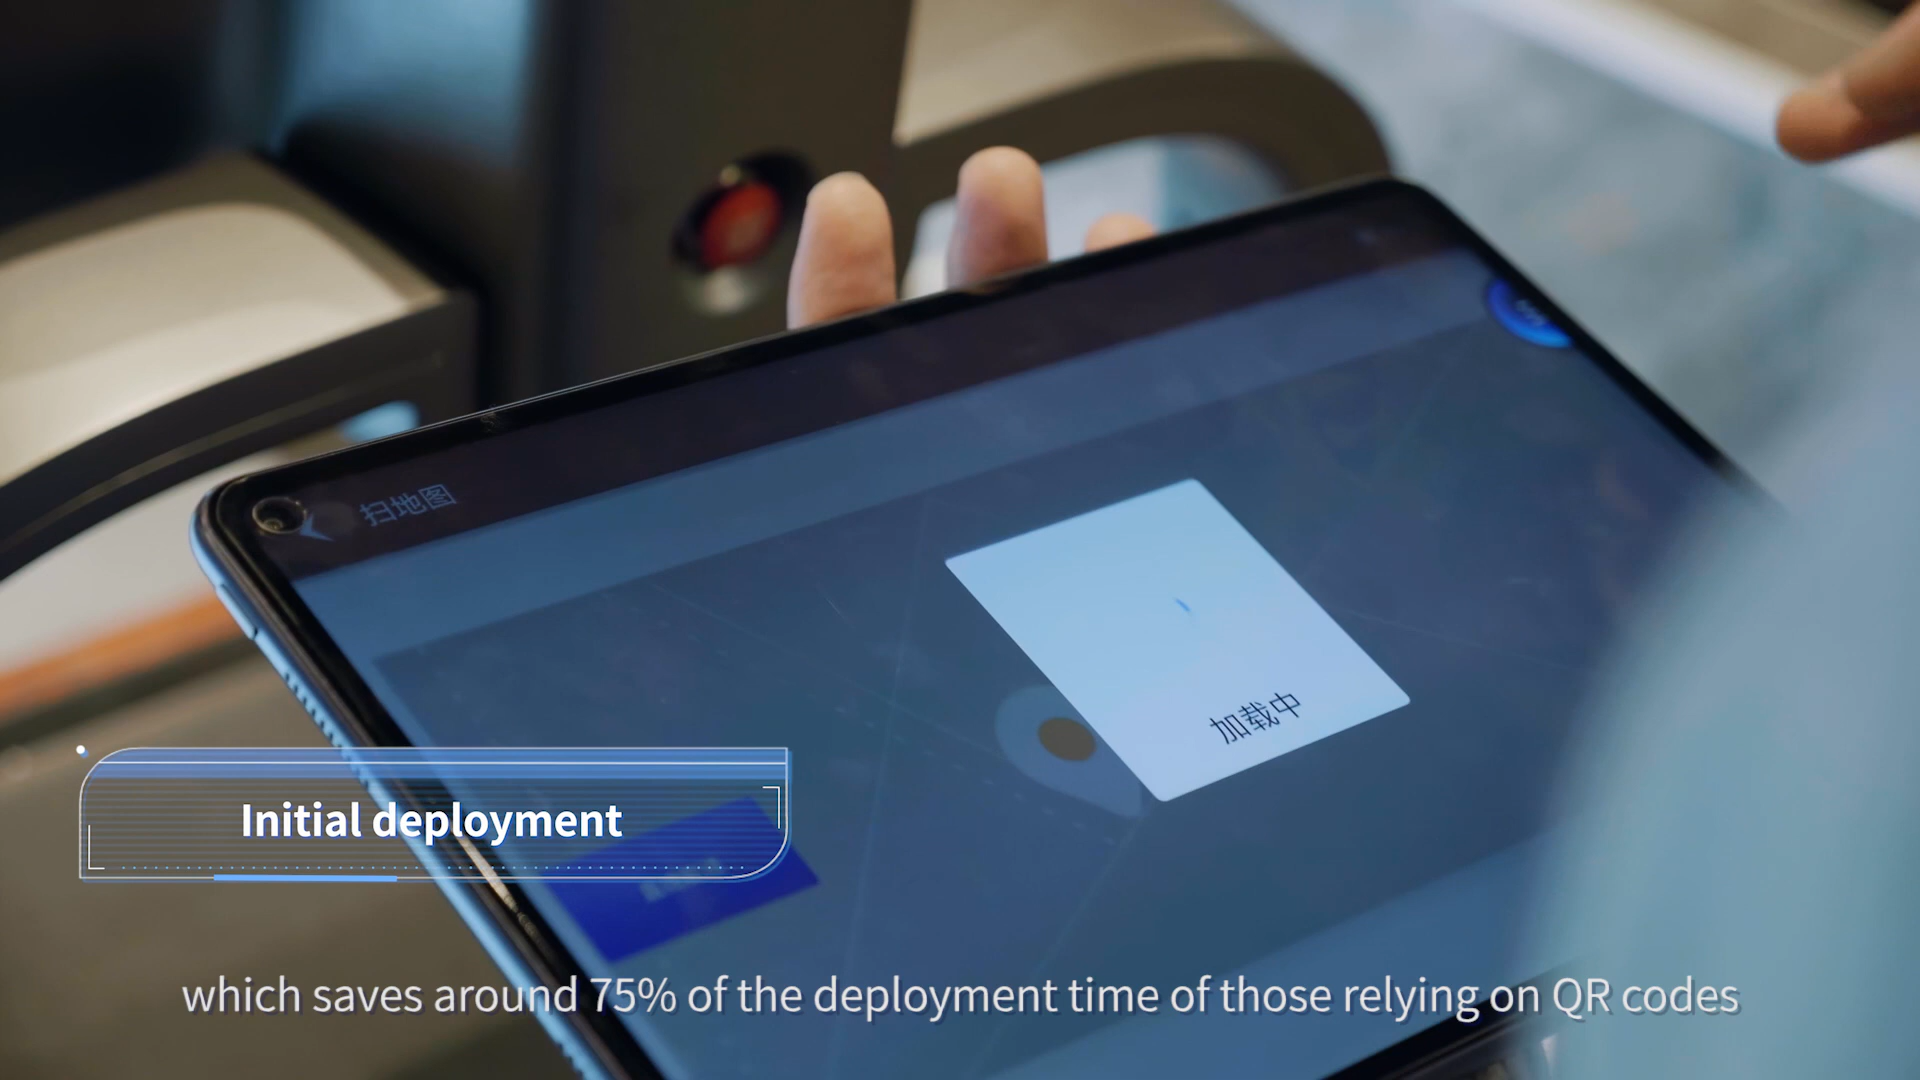 扫地图
加载中
Initial deployment
which saves around 75% of the deployment time of those relying on QR codes